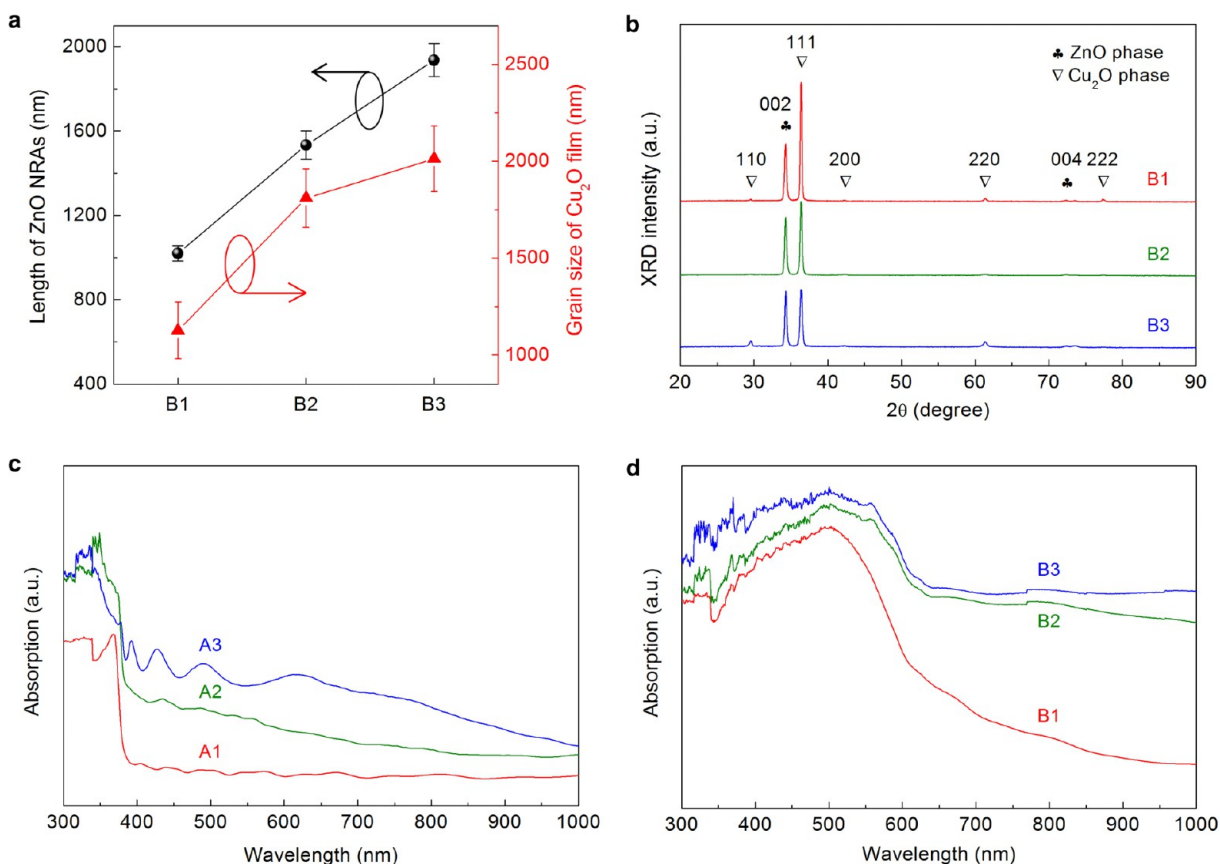 a
Length of ZnO NRAs (nm)
2000
1600
1200
800
400
B1
B2
B3
2500
2000
1500
1000
Grain size of Cu₂O film (nm)
b
XRD intensity (a.u.)
111
♣ ZnO phase
▽ Cu₂O phase
002
110
200
220
004
222
B1
B2
B3
20
30
40
50
60
70
80
90
2θ (degree)
c
Absorption (a.u.)
A3
A2
A1
300
400
500
600
700
800
900
1000
Wavelength (nm)
d
Absorption (a.u.)
B3
B2
B1
300
400
500
600
700
800
900
1000
Wavelength (nm)